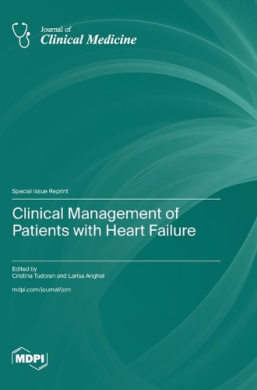 Journal of
Clinical Medicine
Special Issue Reprint
Clinical Management of
Patients with Heart Failure
Edited by
Cristina Tudoran and Larisa Anghel
mdpi.com/journal/jcm
MDPI